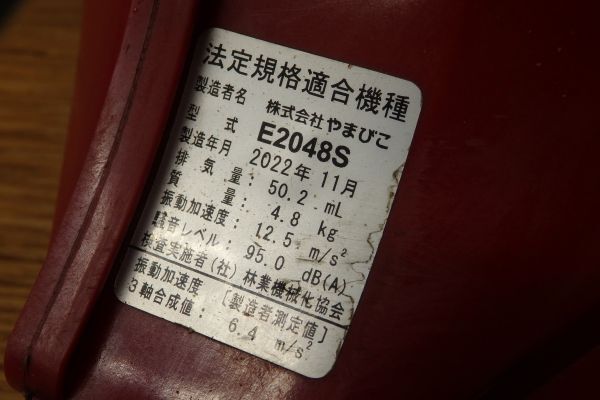 法定規格適合機種
製造者名 株式会社やまびこ
型式 E2048S
製造年月 2022年 11月
排気量: 50.2 mL
質量: 4.8 kg
振動加速度: 12.5 m/s²
騒音レベル: 95.0 dB(A)
検査実施者(社)林業機械化協会
振動加速度 [製造者測定値]
3軸合成値: 6.4 m/s²